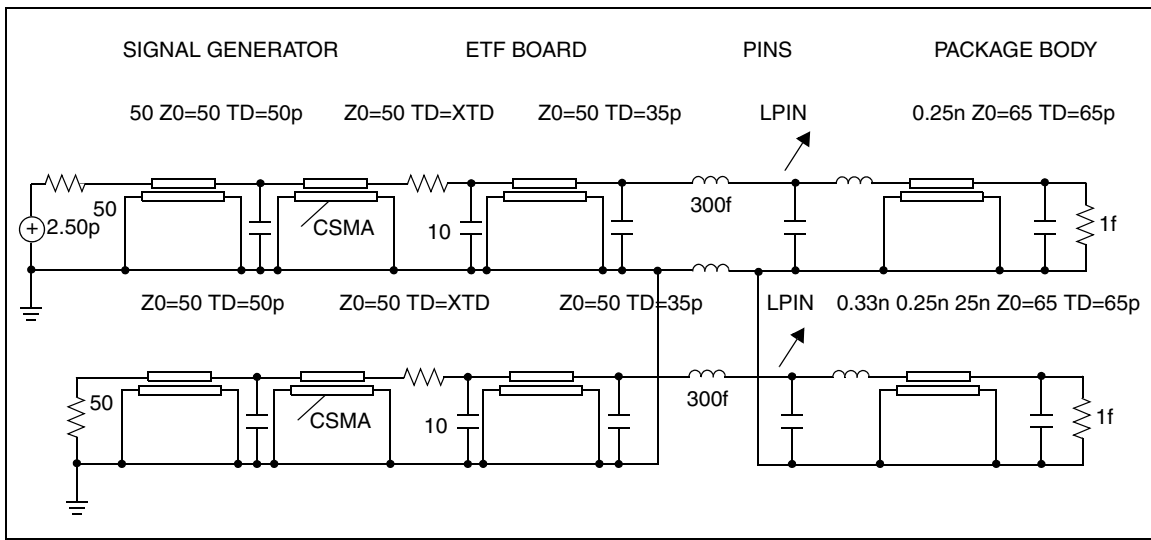 SIGNAL GENERATOR ETF BOARD PINS PACKAGE BODY
50 Z0=50 TD=50p Z0=50 TD=XTD Z0=50 TD=35p LPIN 0.25n Z0=65 TD=65p
50
300f
+ 2.50p
CSMA
10
1f
Z0=50 TD=50p Z0=50 TD=XTD Z0=50 TD=35p LPIN 0.33n 0.25n 25n Z0=65 TD=65p
50
300f
CSMA
10
1f